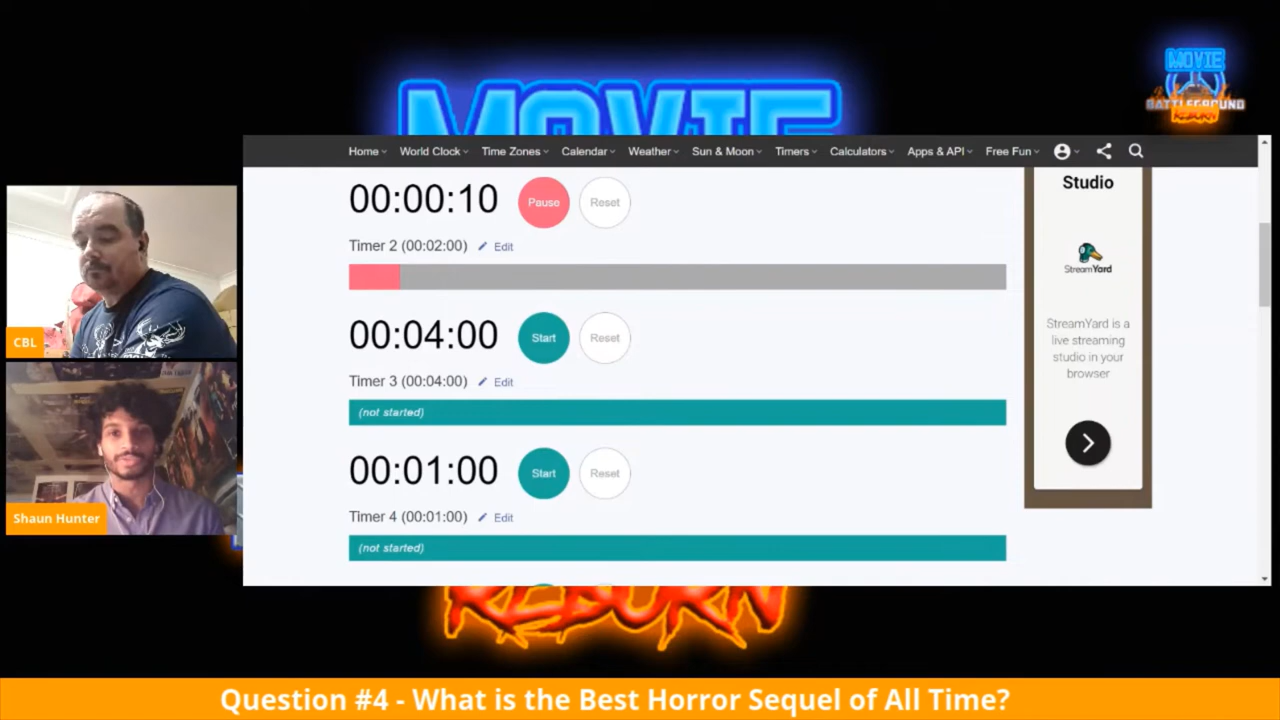 MOVIE
MOVIE
BATTLEGROUND
REBORN
Home World Clock Time Zones Calendar Weather Sun & Moon Timers Calculators Apps & API Free Fun
00:00:10 Pause Reset
Timer 2 (00:02:00) Edit
00:04:00 Start Reset
Timer 3 (00:04:00) Edit
(not started)
00:01:00 Start Reset
Timer 4 (00:01:00) Edit
(not started)
Studio
StreamYard
StreamYard is a
live streaming
studio in your
browser
CBL
Shaun Hunter
REBORN
Question #4 - What is the Best Horror Sequel of All Time?